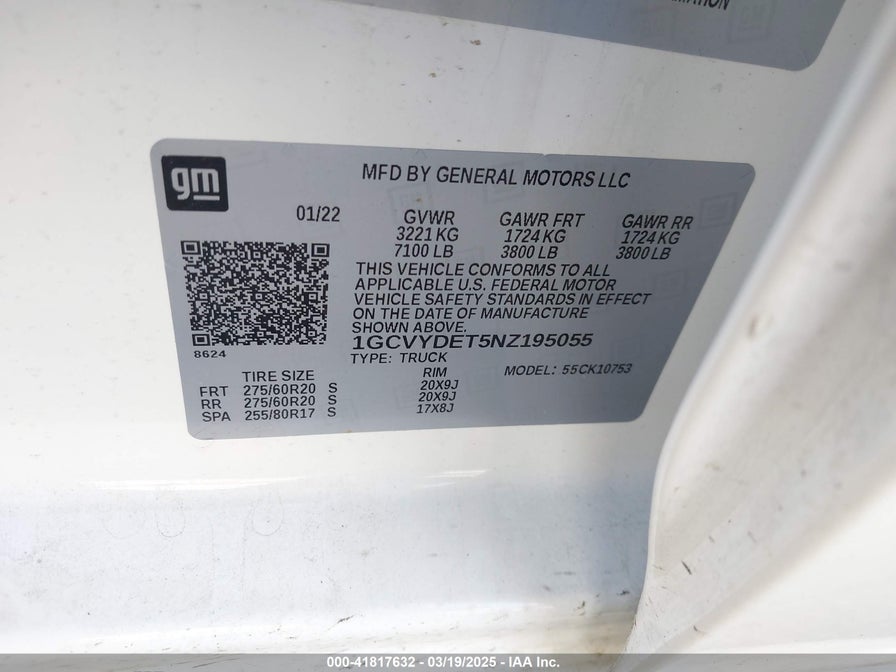 MATION
gm
MFD BY GENERAL MOTORS LLC
01/22
GVWR GAWR FRT GAWR RR
3221 KG 1724 KG 1724 KG
7100 LB 3800 LB 3800 LB
THIS VEHICLE CONFORMS TO ALL
APPLICABLE U.S. FEDERAL MOTOR
VEHICLE SAFETY STANDARDS IN EFFECT
ON THE DATE OF MANUFACTURE
SHOWN ABOVE.
8624
1GCVYDET5NZ195055
TYPE: TRUCK
TIRE SIZE RIM MODEL: 55CK10753
FRT 275/60R20 S 20X9J
RR 275/60R20 S 20X9J
SPA 255/80R17 S 17X8J
000-41817632 - 03/19/2025 - IAA Inc.